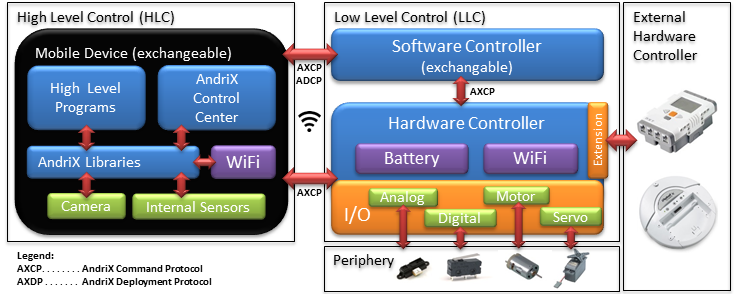 High Level Control (HLC)
Mobile Device (exchangeable)
High Level
Programs
AndriX
Control
Center
AndriX Libraries
WiFi
Camera
Internal Sensors
AXCP
ADCP
AXCP
Low Level Control (LLC)
Software Controller
(exchangable)
AXCP
Hardware Controller
Battery
WiFi
Extension
I/O
Analog
Digital
Motor
Servo
Periphery
External
Hardware
Controller
Legend:
AXCP. . . . . . . AndriX Command Protocol
AXDP . . . . . . . AndriX Deployment Protocol